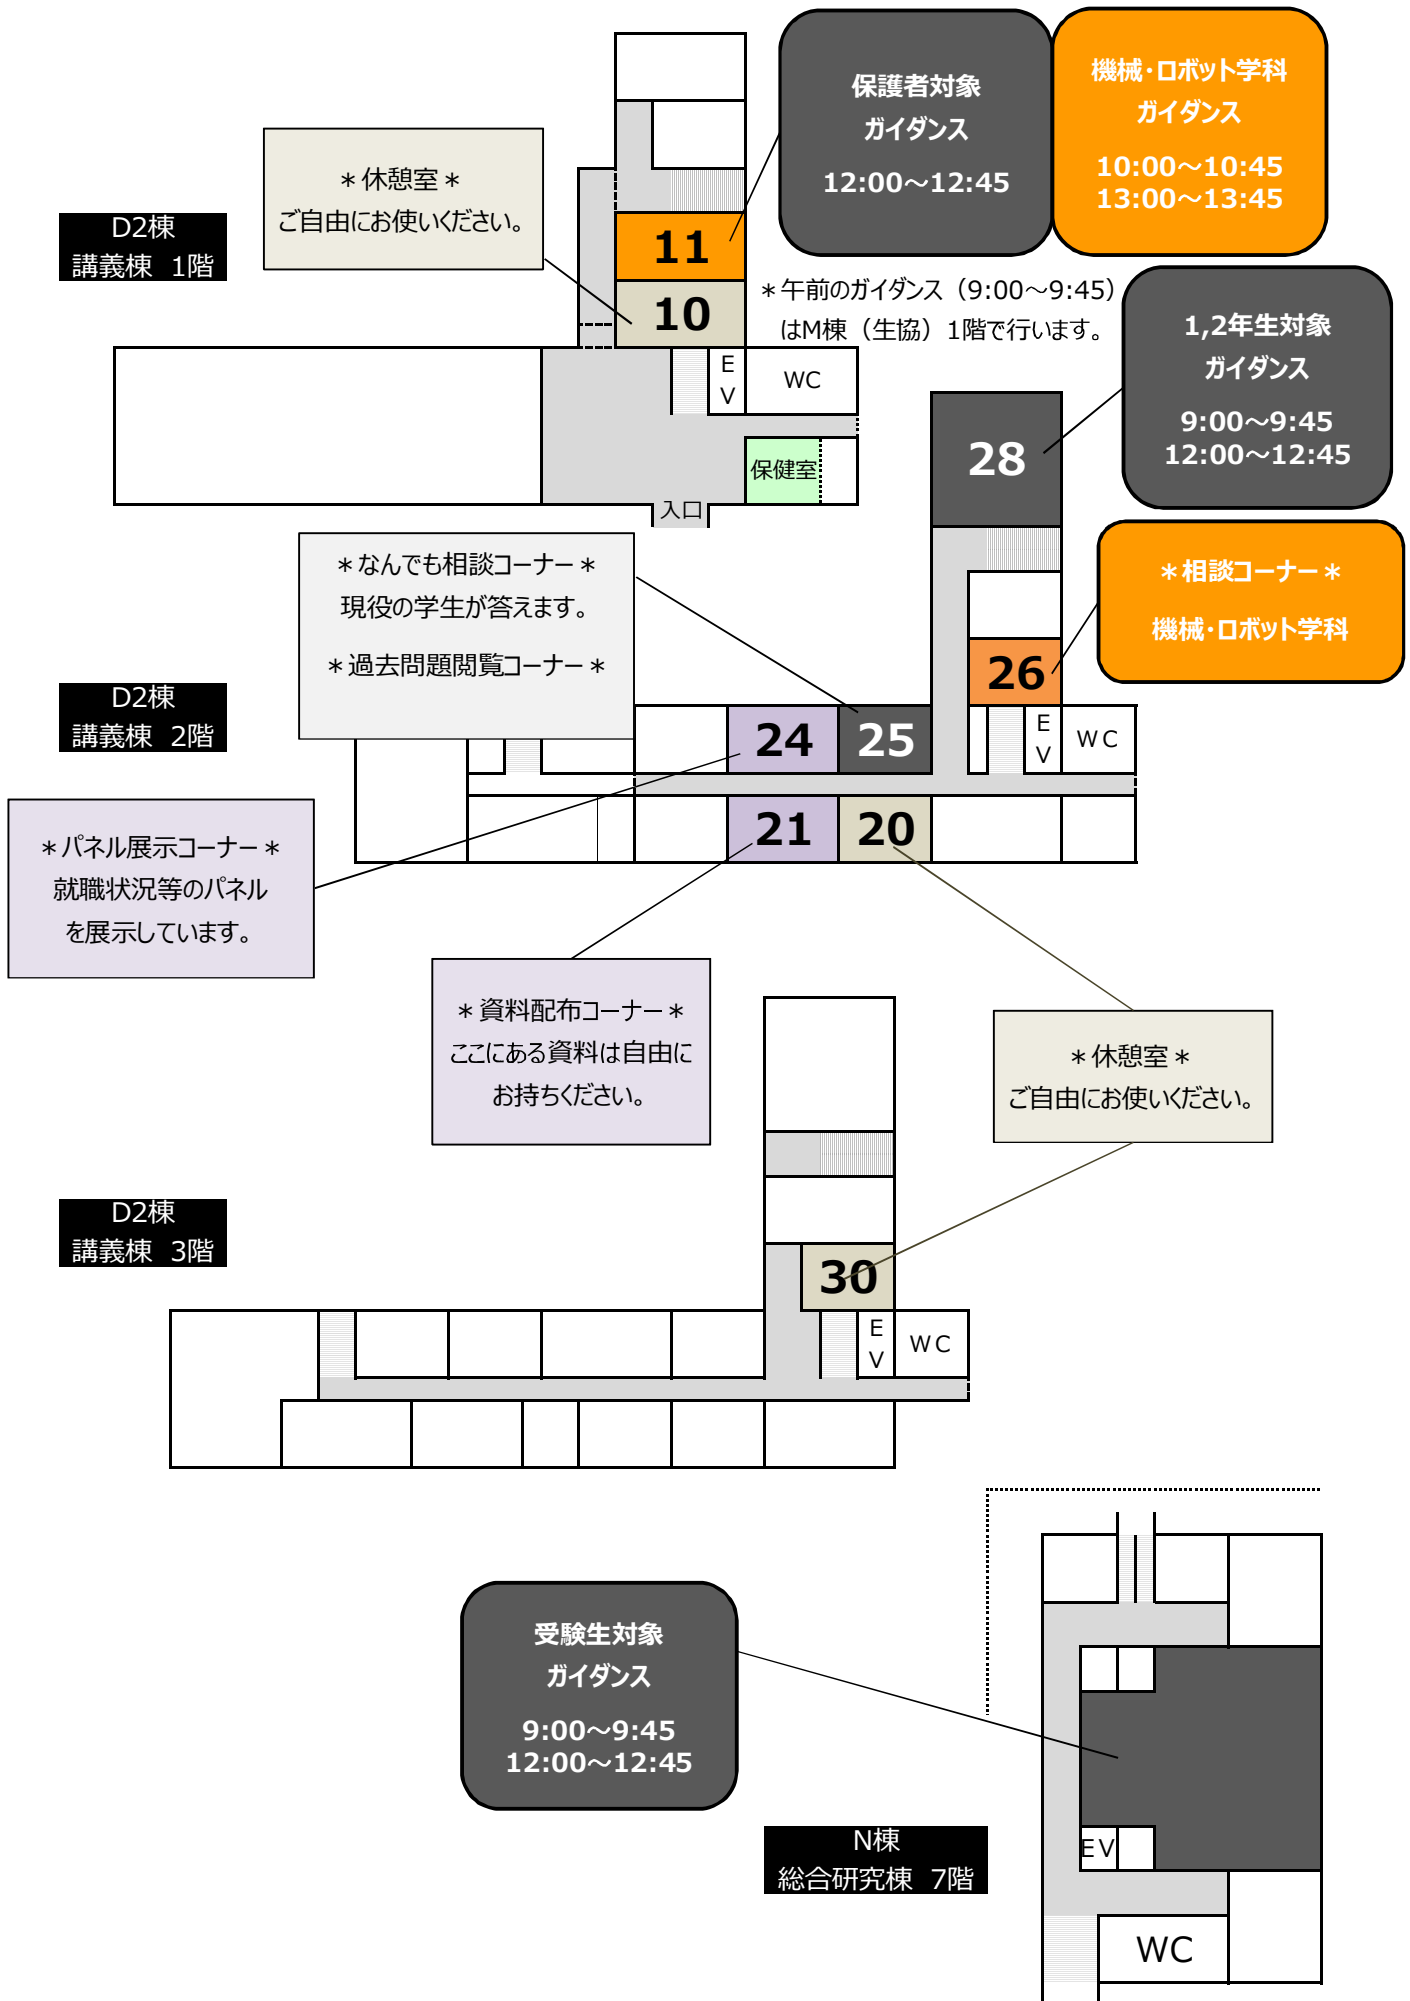 保護者対象
ガイダンス
12:00～12:45
機械・ロボット学科
ガイダンス
10:00～10:45
13:00～13:45
＊休憩室＊
ご自由にお使いください。
D2棟
講義棟 1階
11
10
＊午前のガイダンス（9:00～9:45）
はM棟（生協）1階で行います。
EV
WC
保健室
入口
1,2年生対象
ガイダンス
9:00～9:45
12:00～12:45
28
＊なんでも相談コーナー＊
現役の学生が答えます。
＊過去問題閲覧コーナー＊
＊相談コーナー＊
機械・ロボット学科
26
D2棟
講義棟 2階
24
25
EV
WC
21
20
＊パネル展示コーナー＊
就職状況等のパネル
を展示しています。
＊資料配布コーナー＊
ここにある資料は自由に
お持ちください。
＊休憩室＊
ご自由にお使いください。
D2棟
講義棟 3階
30
EV
WC
受験生対象
ガイダンス
9:00～9:45
12:00～12:45
N棟
総合研究棟 7階
EV
WC